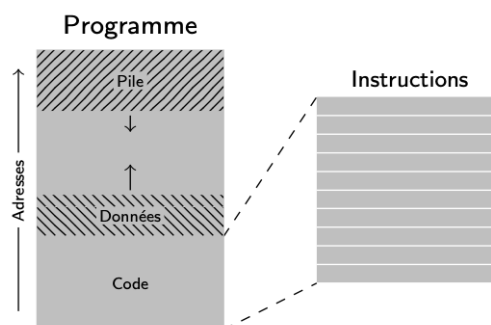 Programme
Pile
Instructions
Adresses
Données
Code